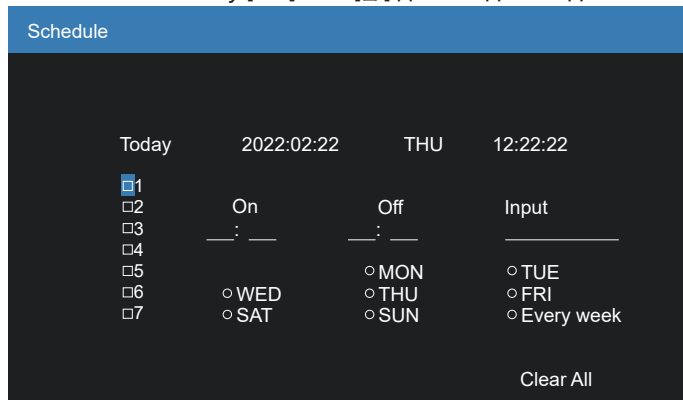 Schedule
Today 2022:02:22 THU 12:22:22
□1
□2 On Off Input
□3 __: __ __: __ ________
□4
□5 ○ MON ○ TUE
□6 ○ WED ○ THU ○ FRI
□7 ○ SAT ○ SUN ○ Every week
Clear All